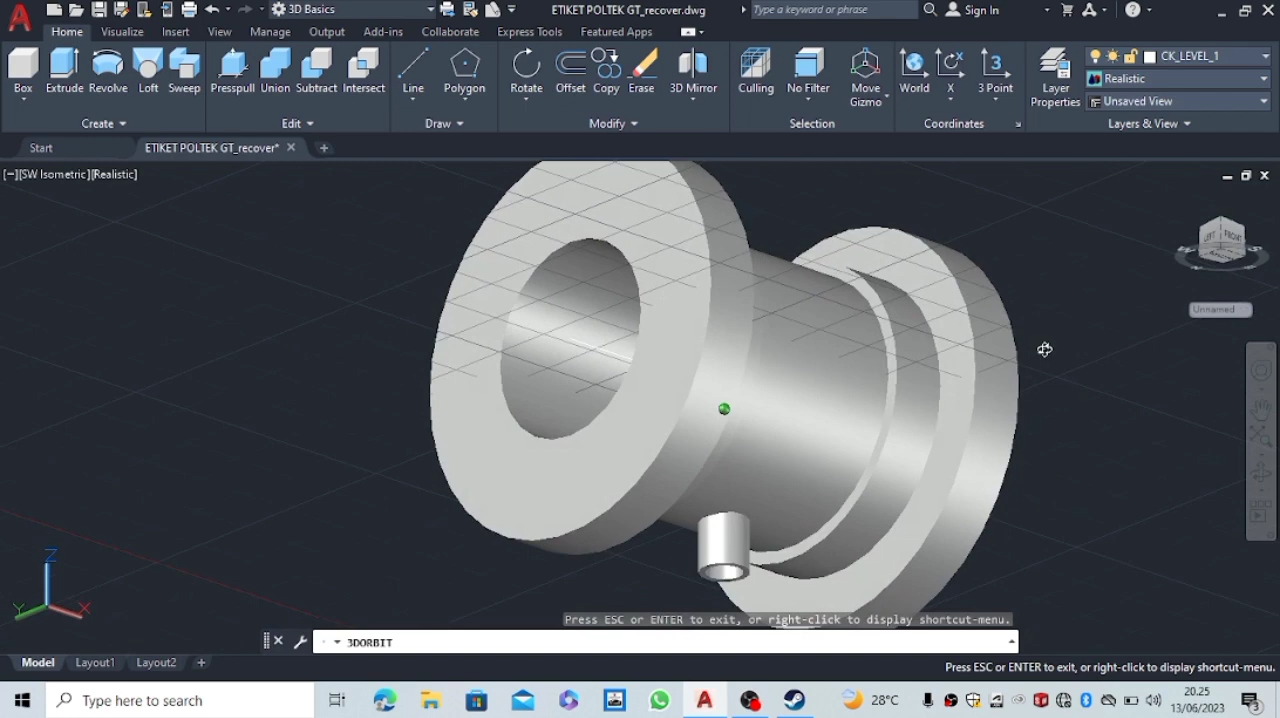 3D Basics
ETIKET POLTEK GT_recover.dwg
Type a keyword or phrase
Sign In
Home
Visualize
Insert
View
Manage
Output
Add-ins
Collaborate
Express Tools
Featured Apps
Box
Extrude
Revolve
Loft
Sweep
Presspull
Union
Subtract
Intersect
Line
Polygon
Rotate
Offset
Copy
Erase
3D Mirror
Culling
No Filter
Move
Gizmo
World
X
3 Point
Layer
Properties
CK_LEVEL_1
Realistic
Unsaved View
Create
Edit
Draw
Modify
Selection
Coordinates
Layers & View
Start
ETIKET POLTEK GT_recover*
[−][SW Isometric][Realistic]
LEFT
FRONT
Unnamed
Z
Y
X
Press ESC or ENTER to exit, or right-click to display shortcut-menu.
3DORBIT
Model
Layout1
Layout2
Press ESC or ENTER to exit, or right-click to display shortcut-menu.
Type here to search
28°C
20.25
13/06/2023
3